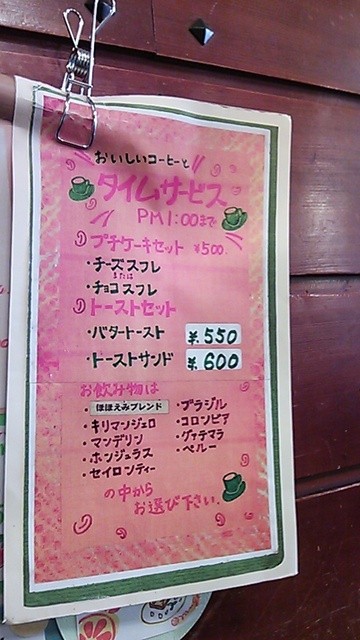 おいしいコーヒーと
タイムサービス
PM1:00まで
プチケーキセット ¥500.
・チーズスフレ
または
・チョコスフレ
トーストセット
・バタートースト ¥.550
・トーストサンド ¥.600
お飲み物は
・ほほえみブレンド
・キリマンジェロ
・マンデリン
・ホンジュラス
・セイロンティー
・ブラジル
・コロンビア
・グァテマラ
・ペルー
の中から
お選び下さい.